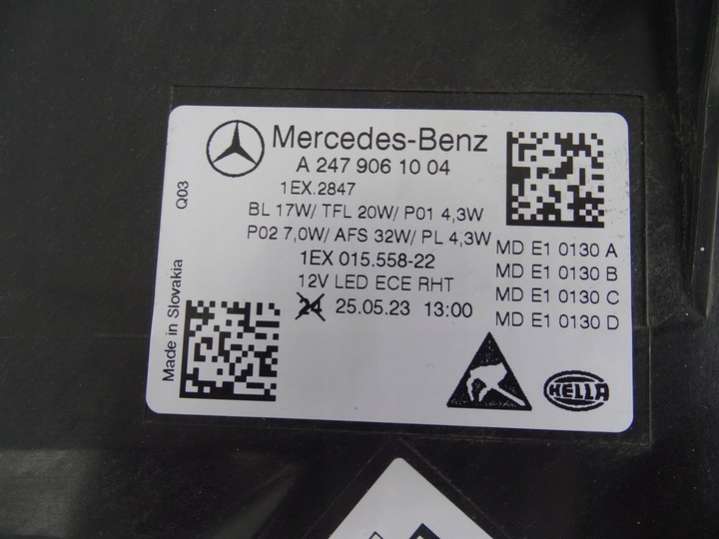 Mercedes-Benz
A 247 906 10 04
1EX.2847
BL 17W/ TFL 20W/ P01 4,3W
P02 7,0W/ AFS 32W/ PL 4,3W
1EX 015.558-22
12V LED ECE RHT
24 25.05.23 13:00
MD E1 0130 A
MD E1 0130 B
MD E1 0130 C
MD E1 0130 D
Q03
Made in Slovakia
HELLA